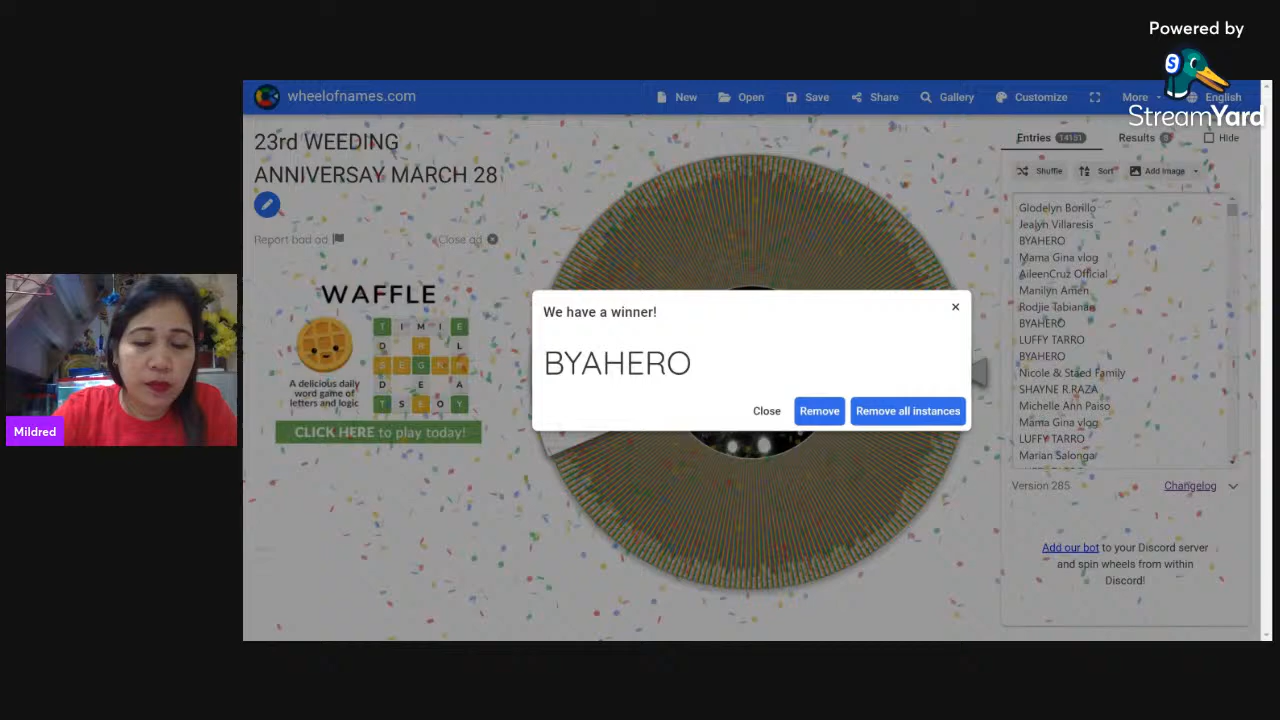 Powered by
StreamYard
wheelofnames.com
New
Open
Save
Share
Gallery
Customize
More
English
23rd WEEDING
ANNIVERSAY MARCH 28
Report bad ad
Close ad
WAFFLE
A delicious daily
word game of
letters and logic
CLICK HERE to play today!
We have a winner!
BYAHERO
Close
Remove
Remove all instances
Entries
Results
Hide
Shuffle
Sort
Add Image
Glodelyn Borillo
Jealyn Villaresis
BYAHERO
Mama Gina vlog
AileenCruz Official
Manilyn Amen
Rodjie Tabianan
BYAHERO
LUFFY TARRO
BYAHERO
Nicole & Staed Family
SHAYNE R.RAZA
Michelle Ann Paiso
Mama Gina vlog
LUFFY TARRO
Marian Salonga
Version 285
Changelog
Add our bot to your Discord server
and spin wheels from within
Discord!
Mildred